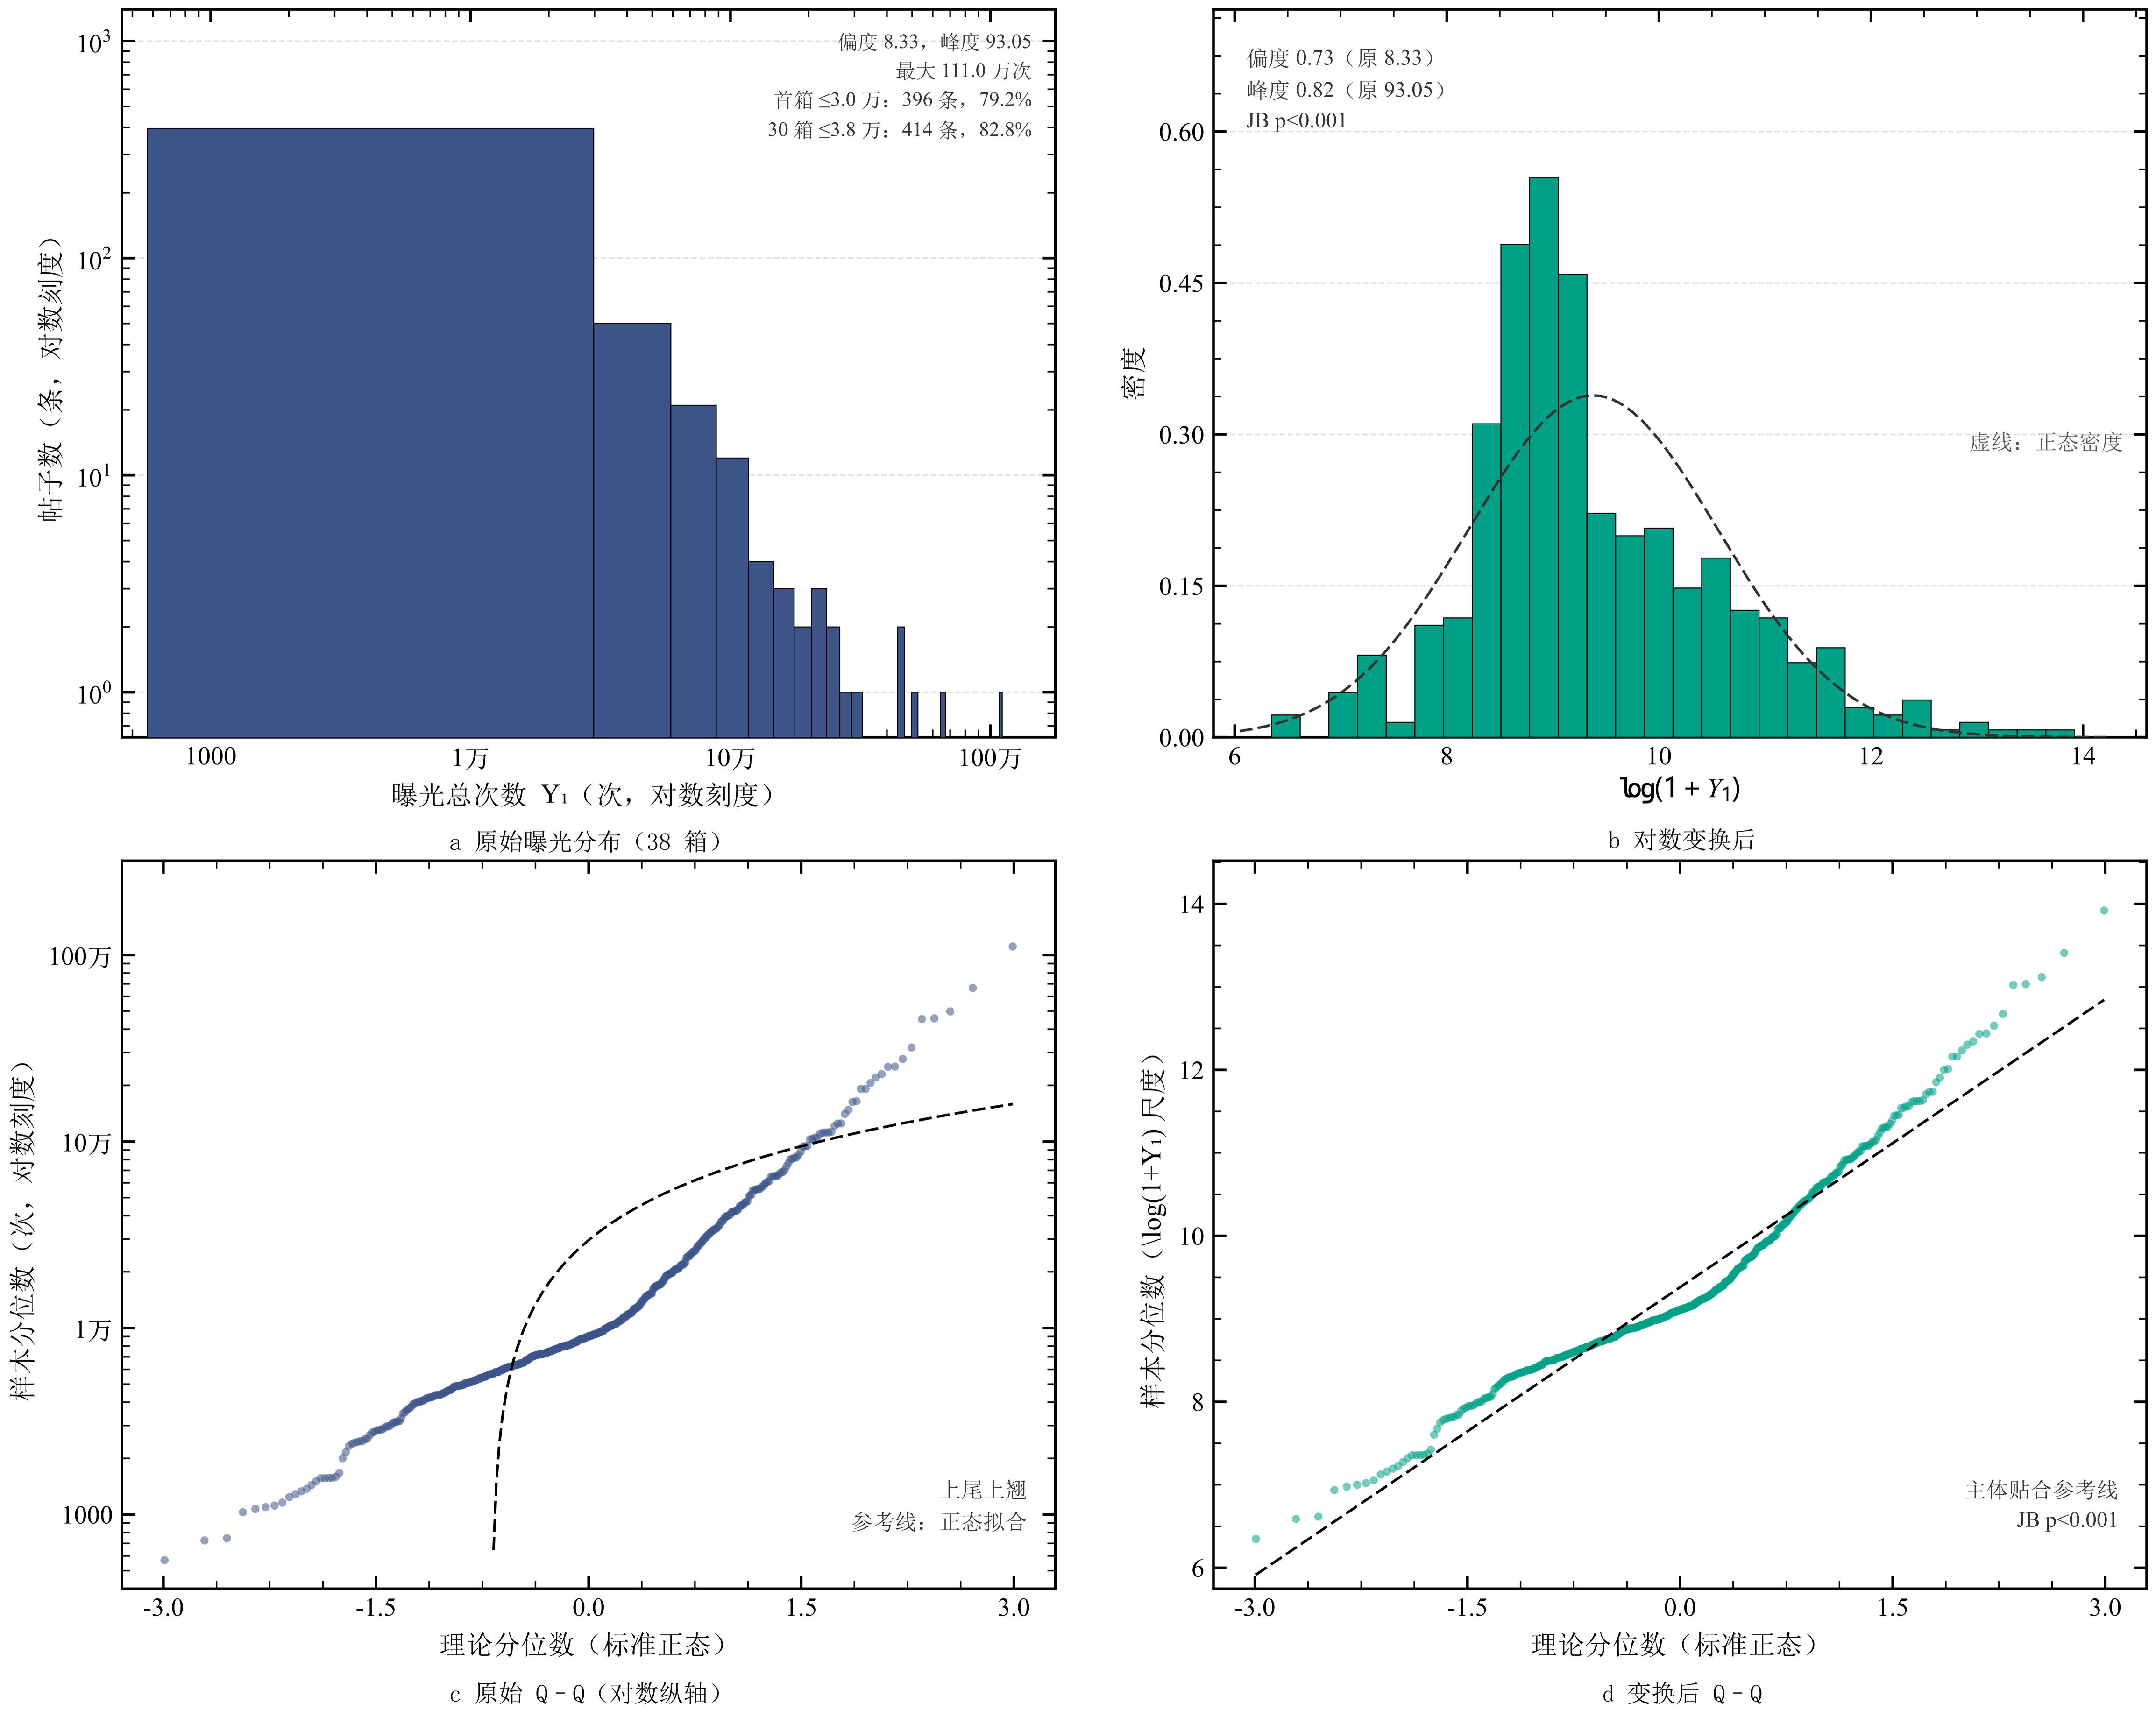 10³
10²
10¹
10⁰
帖子数（条，对数刻度）
偏度 8.33，峰度 93.05
最大 111.0 万次
首箱 ≤3.0 万：396 条，79.2%
30 箱 ≤3.8 万：414 条，82.8%
1000 1万 10万 100万
曝光总次数 Y₁（次，对数刻度）
a 原始曝光分布（38 箱）
0.60
0.45
0.30
0.15
0.00
密度
偏度 0.73（原 8.33）
峰度 0.82（原 93.05）
JB p<0.001
虚线：正态密度
6 8 10 12 14
log(1 + Y₁)
b 对数变换后
100万
10万
1万
1000
样本分位数（次，对数刻度）
上尾上翘
参考线：正态拟合
-3.0 -1.5 0.0 1.5 3.0
理论分位数（标准正态）
c 原始 Q-Q（对数纵轴）
14
12
10
8
6
样本分位数（\log(1+Y₁) 尺度）
主体贴合参考线
JB p<0.001
-3.0 -1.5 0.0 1.5 3.0
理论分位数（标准正态）
d 变换后 Q-Q